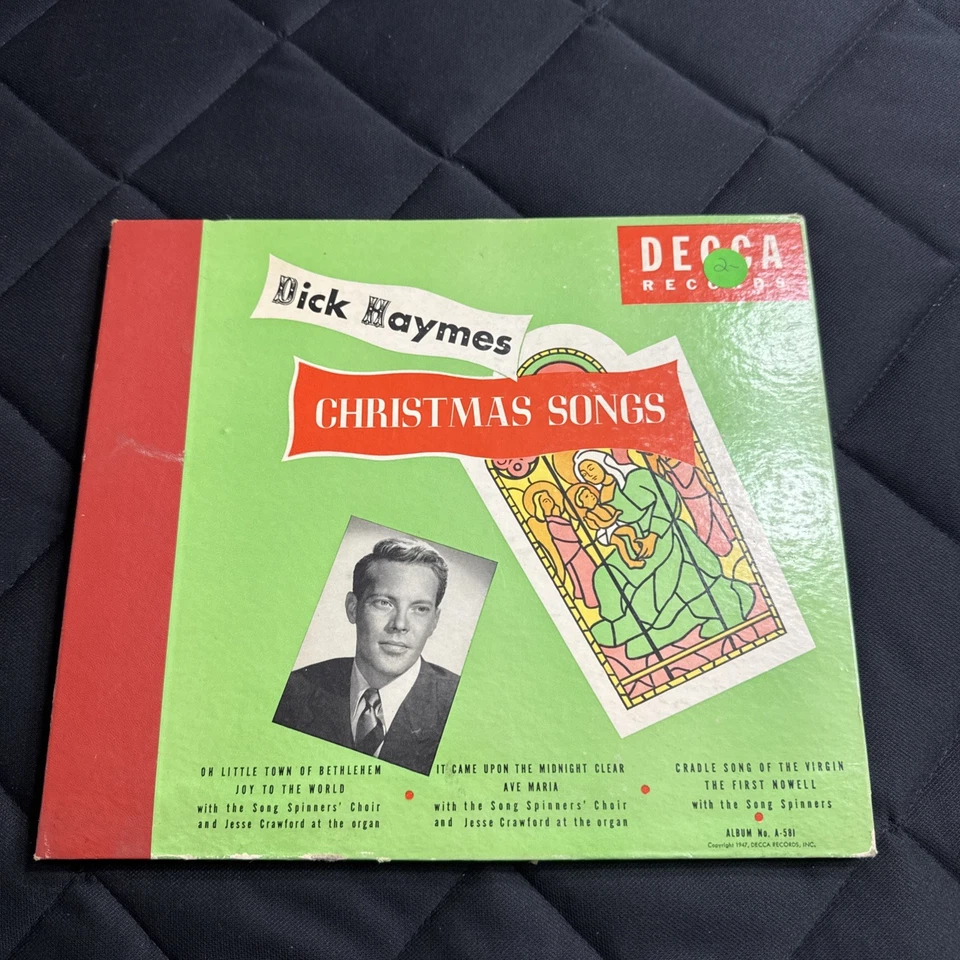 DECCA
RECORDS
2-
Dick Haymes
CHRISTMAS SONGS
OH LITTLE TOWN OF BETHLEHEM
JOY TO THE WORLD
with the Song Spinners' Choir
and Jesse Crawford at the organ
IT CAME UPON THE MIDNIGHT CLEAR
AVE MARIA
with the Song Spinners' Choir
and Jesse Crawford at the organ
CRADLE SONG OF THE VIRGIN
THE FIRST NOWELL
with the Song Spinners
ALBUM No. A-581
Copyright 1947, DECCA RECORDS, INC.